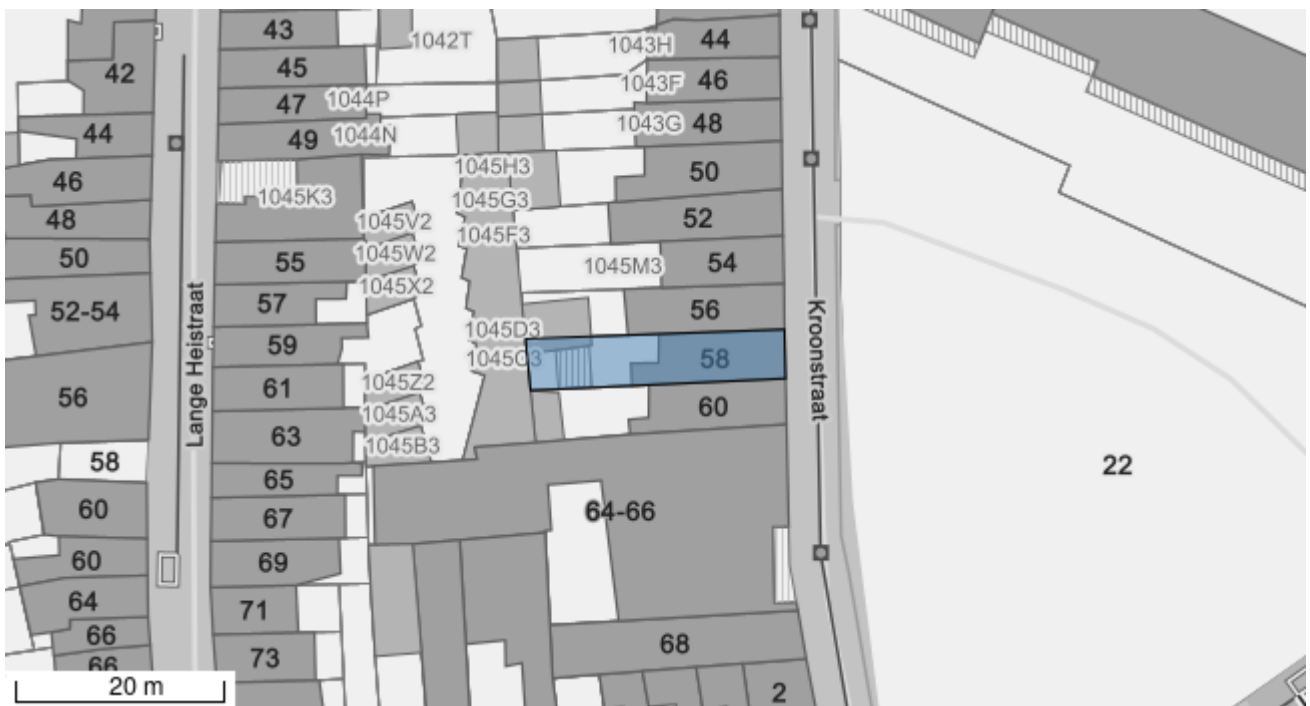 43
1042T
1043H
44
42
45
1043F
46
47
1044P
1043G
48
44
49
1044N
1045H3
50
46
1045K3
1045G3
48
1045V2
1045F3
52
50
55
1045W2
1045M3
54
57
1045X2
52-54
56
59
1045D3
1045C3
58
Lange Heistraat
Kroonstraat
61
1045Z2
56
1045A3
60
63
1045B3
58
65
22
60
67
64-66
60
69
64
71
66
68
66
73
2
20 m